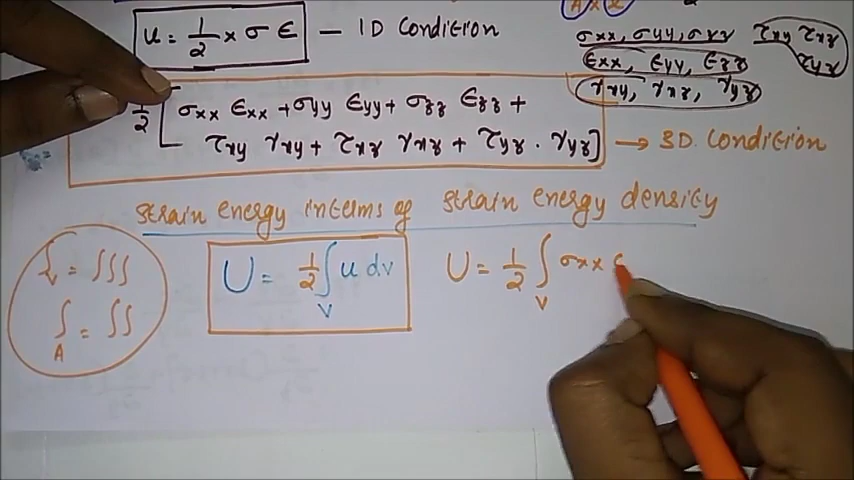 A x
u = 1/2 x σ ϵ — 1D Condition
σxx, σyy, σzz τxy τxz
τyz
ϵxx, ϵyy, ϵzz
γxy, γxz, γyz
1/2 [ σxx ϵxx + σyy ϵyy + σzz ϵzz +
τxy γxy + τxz γxz + τyz . γyz] → 3D. Condition
Strain energy interms of strain energy density
∫v = ∫∫∫
∫A = ∫∫
U = 1/2 ∫v u dv
U = 1/2 ∫v σxx ϵ